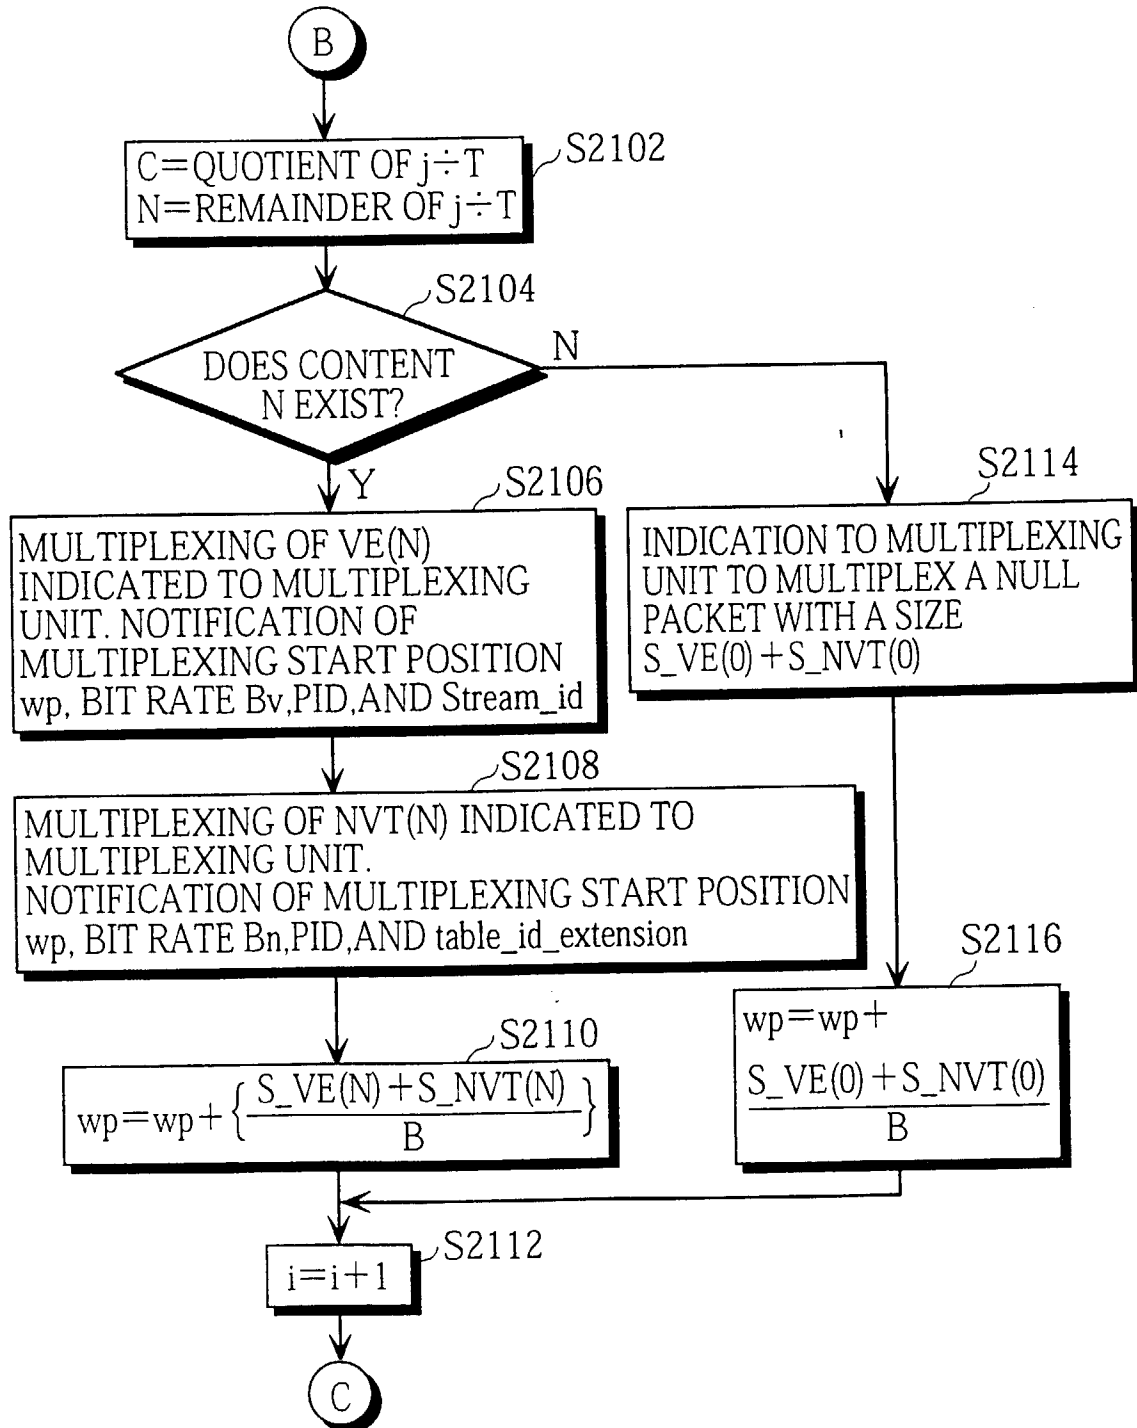 B
S2102
C=QUOTIENT OF j÷T
N=REMAINDER OF j÷T
S2104
DOES CONTENT
N EXIST?
N
Y
S2106
MULTIPLEXING OF VE(N)
INDICATED TO MULTIPLEXING
UNIT. NOTIFICATION OF
MULTIPLEXING START POSITION
wp, BIT RATE Bv,PID,AND Stream_id
S2114
INDICATION TO MULTIPLEXING
UNIT TO MULTIPLEX A NULL
PACKET WITH A SIZE
S_VE(0)+S_NVT(0)
S2108
MULTIPLEXING OF NVT(N) INDICATED TO
MULTIPLEXING UNIT.
NOTIFICATION OF MULTIPLEXING START POSITION
wp, BIT RATE Bn,PID,AND table_id_extension
S2110
wp=wp+{S_VE(N)+S_NVT(N)
B}
S2116
wp=wp+
S_VE(0)+S_NVT(0)
B
S2112
i=i+1
C